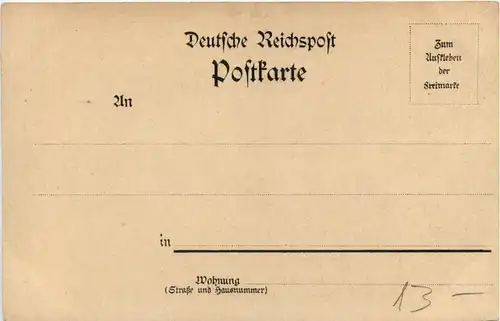 Deutsche Reichspost
Postkarte
Zum
Aufkleben
der
Freimarke
An
in
Wohnung
(Straße und Hausnummer)
13-